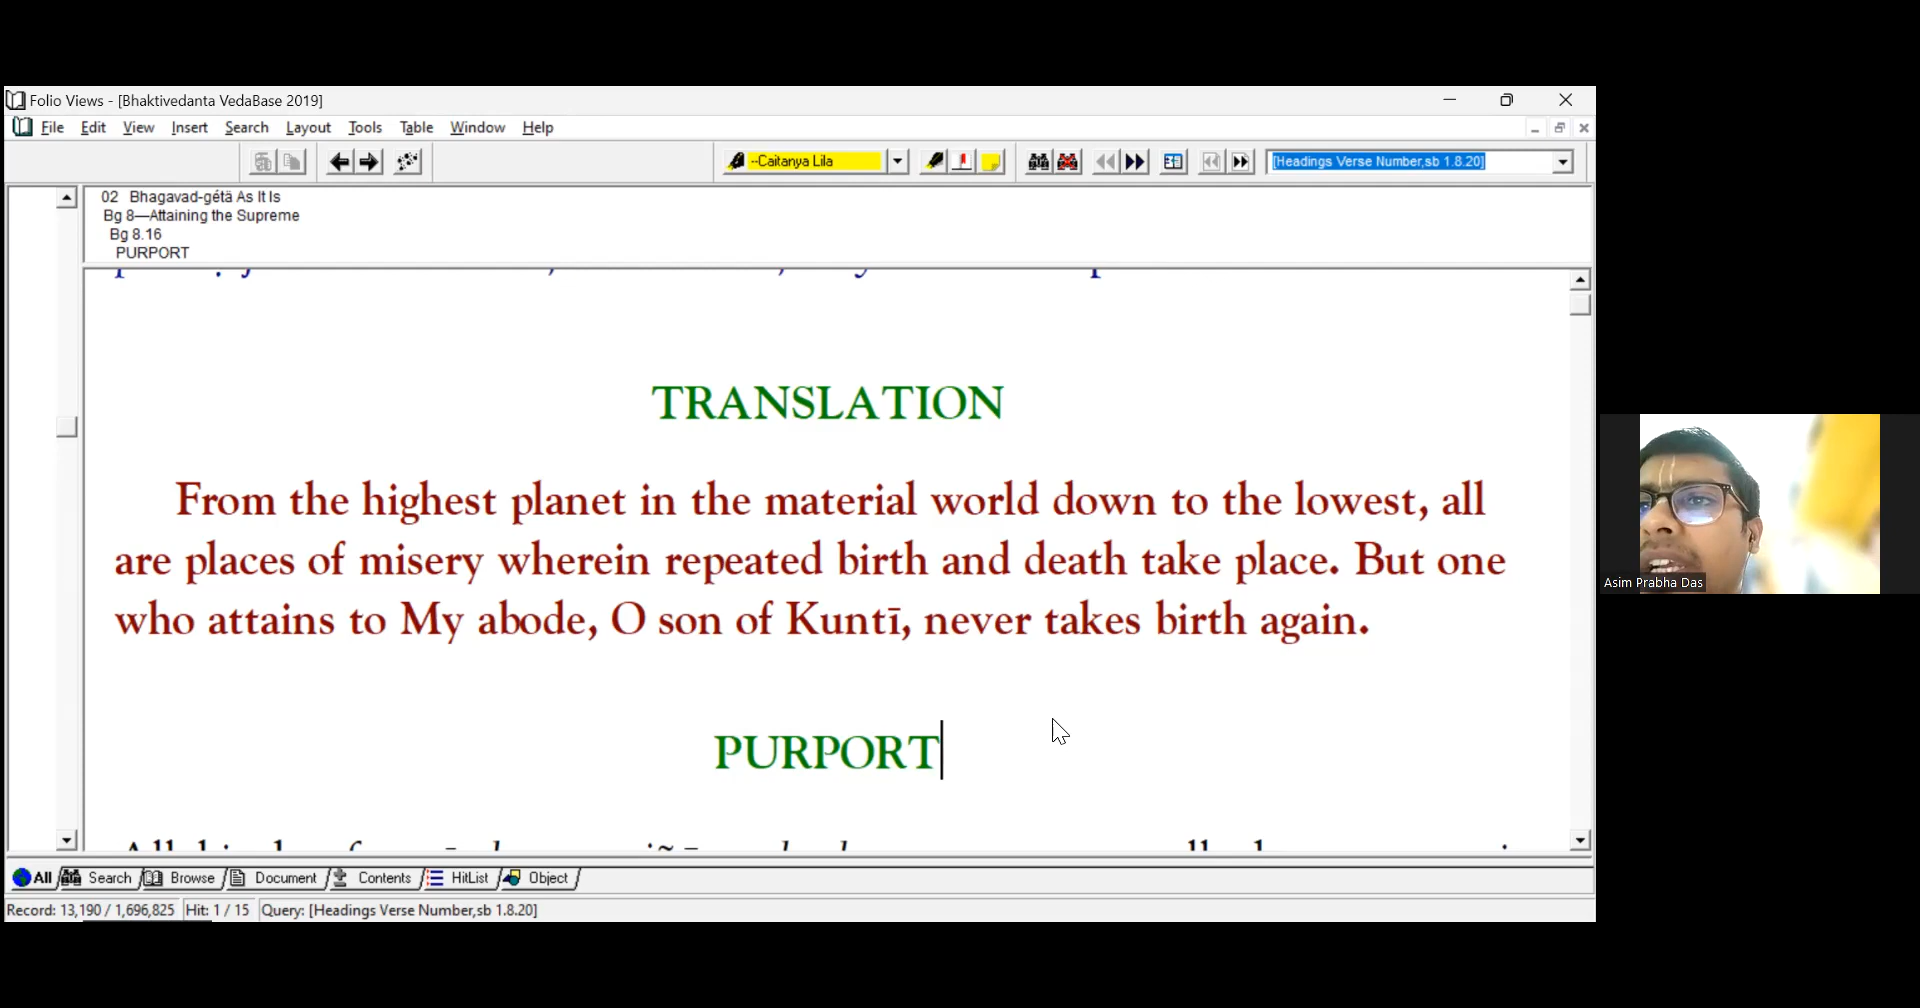 Folio Views - [Bhaktivedanta VedaBase 2019]
File Edit View Insert Search Layout Tools Table Window Help
--Caitanya Lila
[Headings Verse Number,sb 1.8.20]
02 Bhagavad-gétä As It Is
Bg 8—Attaining the Supreme
Bg 8.16
PURPORT
TRANSLATION
From the highest planet in the material world down to the lowest, all
are places of misery wherein repeated birth and death take place. But one
who attains to My abode, O son of Kuntī, never takes birth again.
PURPORT
Asim Prabha Das
All Search Browse Document Contents HitList Object
Record: 13,190 / 1,696,825 Hit: 1 / 15 Query: [Headings Verse Number,sb 1.8.20]